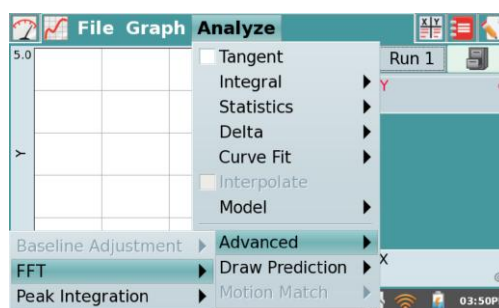 File Graph Analyze
X Y
5.0
Tangent
Run 1
Integral
Y
Statistics
Delta
Y
Curve Fit
Interpolate
Model
Baseline Adjustment
Advanced
X
FFT
Draw Prediction
Peak Integration
Motion Match
03:50P